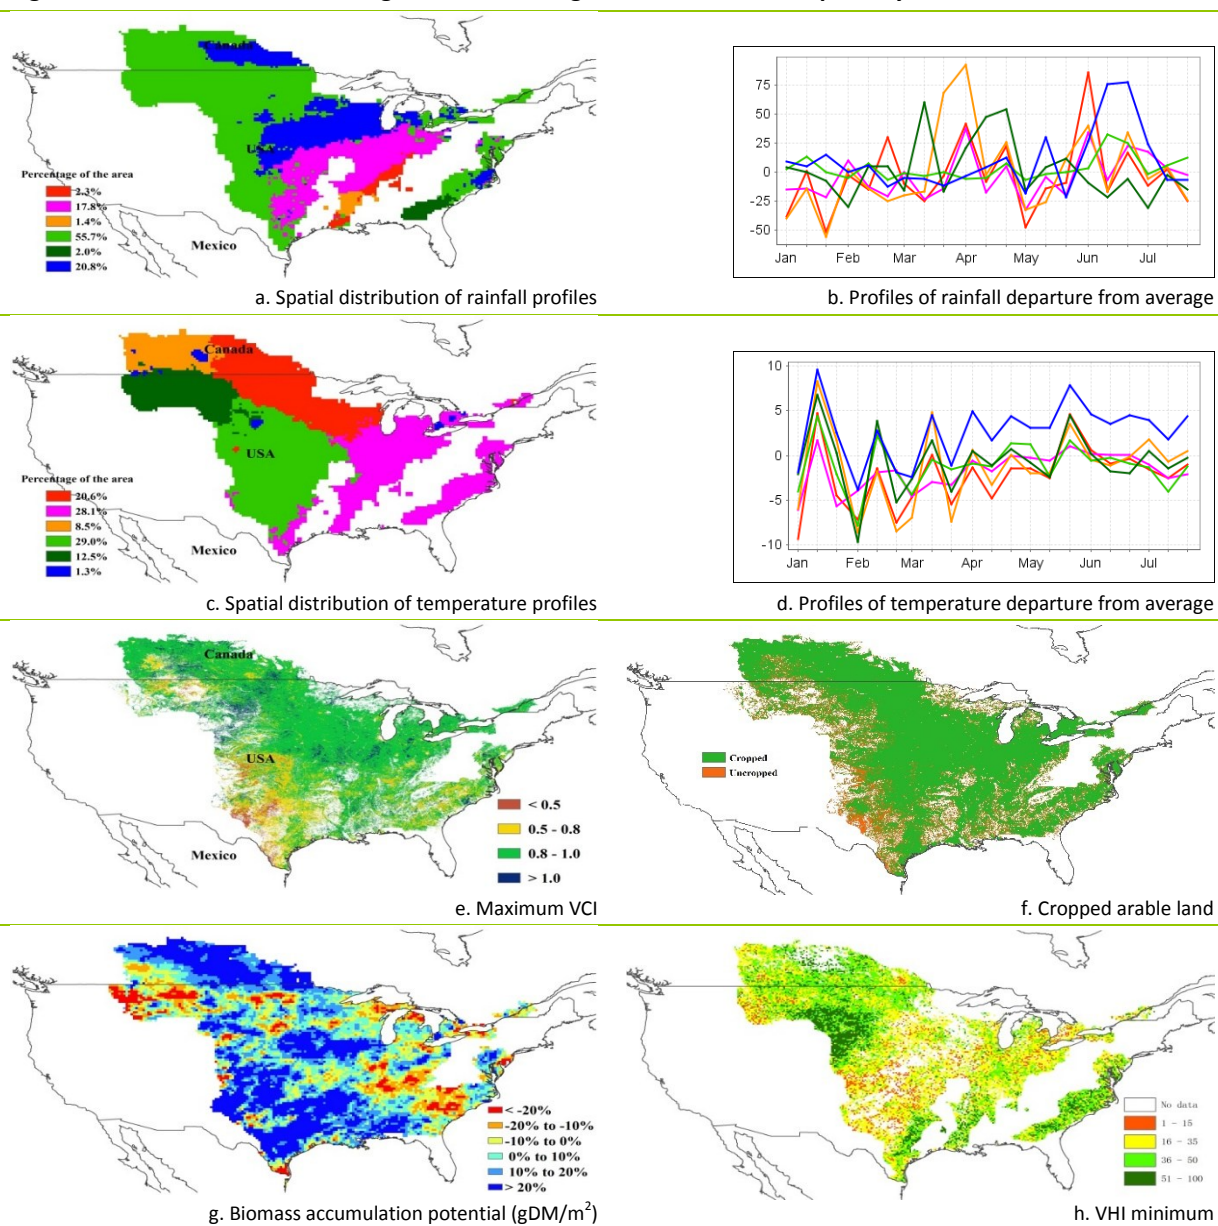 Canada
USA
Mexico
Percentage of the area
2.3%
17.8%
1.4%
55.7%
2.0%
20.8%
a. Spatial distribution of rainfall profiles
75
50
25
0
-25
-50
Jan Feb Mar Apr May Jun Jul
b. Profiles of rainfall departure from average
Canada
USA
Mexico
Percentage of the area
20.6%
28.1%
8.5%
29.0%
12.5%
1.3%
c. Spatial distribution of temperature profiles
10
5
0
-5
-10
Jan Feb Mar Apr May Jun Jul
d. Profiles of temperature departure from average
Canada
USA
Mexico
< 0.5
0.5 - 0.8
0.8 - 1.0
> 1.0
e. Maximum VCI
Cropped
Uncropped
f. Cropped arable land
< -20%
-20% to -10%
-10% to 0%
0% to 10%
10% to 20%
> 20%
g. Biomass accumulation potential (gDM/m²)
No data
1 - 15
16 - 35
36 - 50
51 - 100
h. VHI minimum